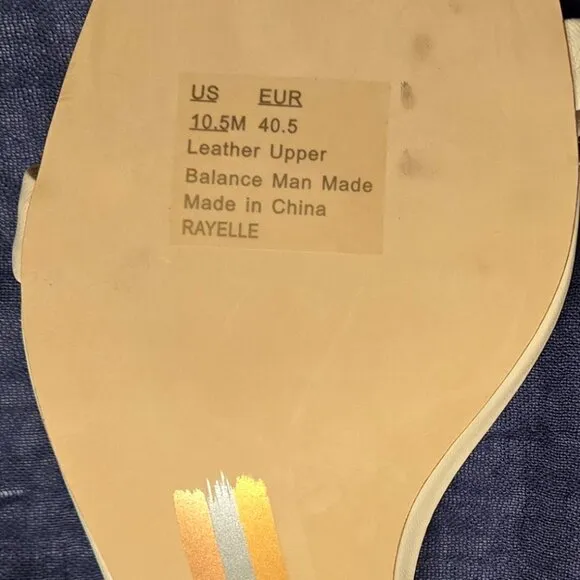 US EUR
10.5M 40.5
Leather Upper
Balance Man Made
Made in China
RAYELLE